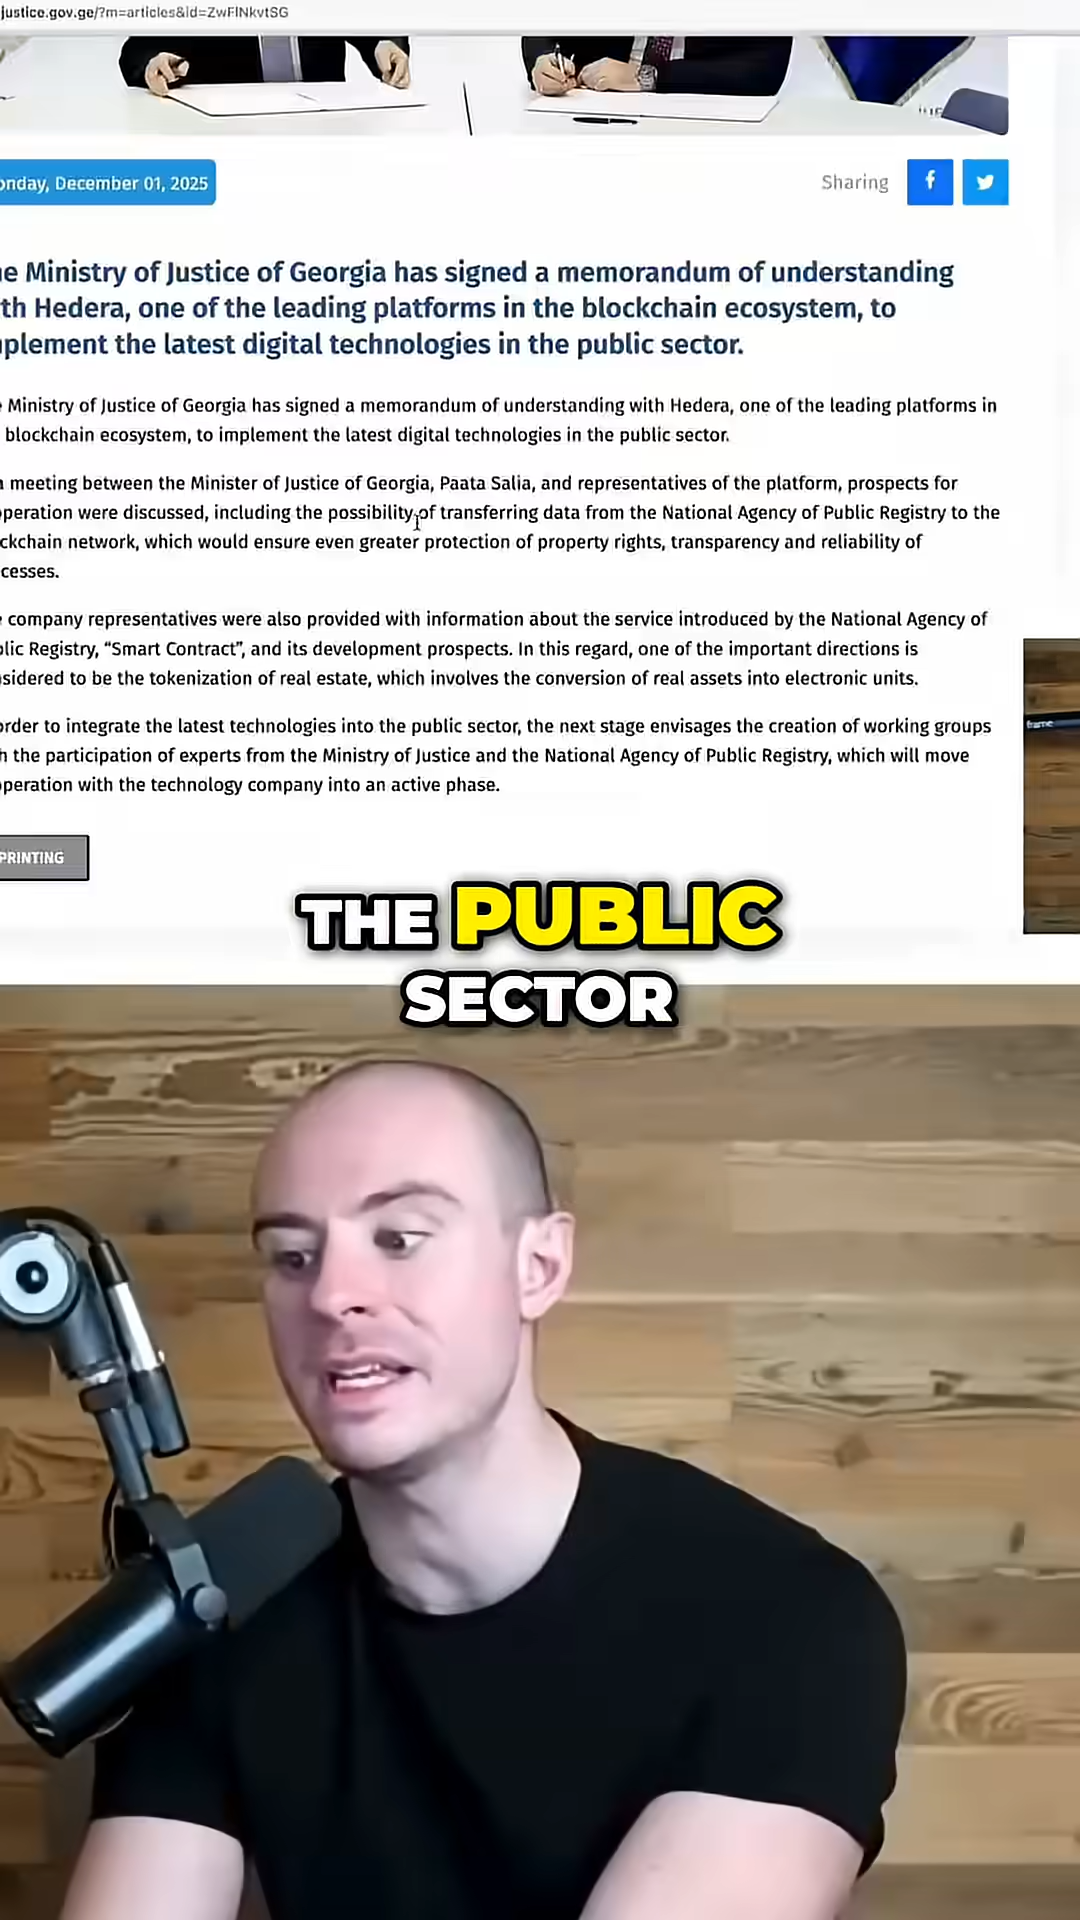 justice.gov.ge/?m=articles&id=ZwFlNkvtSG
onday, December 01, 2025
Sharing
e Ministry of Justice of Georgia has signed a memorandum of understanding
th Hedera, one of the leading platforms in the blockchain ecosystem, to
plement the latest digital technologies in the public sector.
Ministry of Justice of Georgia has signed a memorandum of understanding with Hedera, one of the leading platforms in
blockchain ecosystem, to implement the latest digital technologies in the public sector.
meeting between the Minister of Justice of Georgia, Paata Salia, and representatives of the platform, prospects for
peration were discussed, including the possibility of transferring data from the National Agency of Public Registry to the
ckchain network, which would ensure even greater protection of property rights, transparency and reliability of
cesses.
company representatives were also provided with information about the service introduced by the National Agency of
lic Registry, “Smart Contract”, and its development prospects. In this regard, one of the important directions is
sidered to be the tokenization of real estate, which involves the conversion of real assets into electronic units.
order to integrate the latest technologies into the public sector, the next stage envisages the creation of working groups
h the participation of experts from the Ministry of Justice and the National Agency of Public Registry, which will move
peration with the technology company into an active phase.
PRINTING
frame
THE PUBLIC
SECTOR